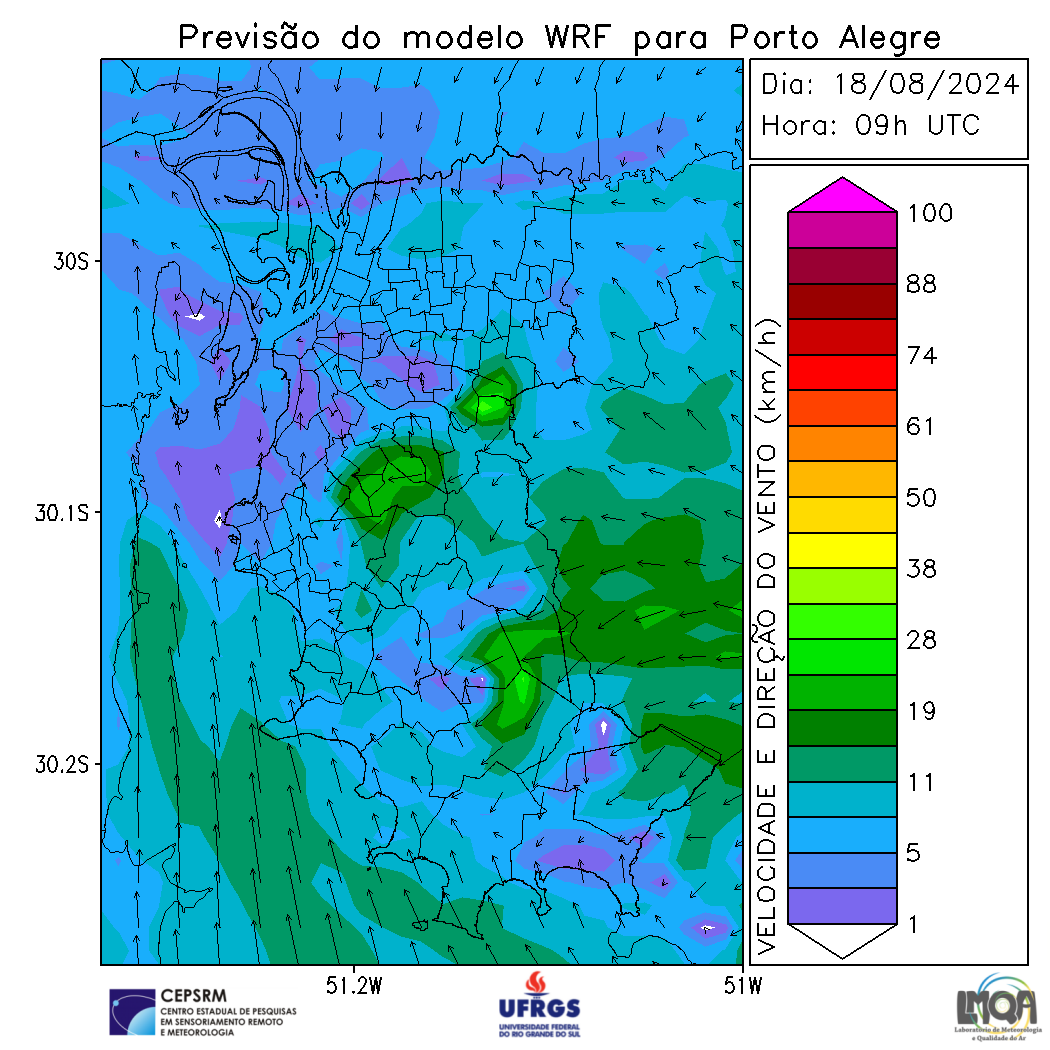 Previsão do modelo WRF para Porto Alegre
Dia: 18/08/2024
Hora: 09h UTC
30S
30.1S
30.2S
51.2W
51W
VELOCIDADE E DIREÇÃO DO VENTO (km/h)
100
88
74
61
50
38
28
19
11
5
1
CEPSRM
CENTRO ESTADUAL DE PESQUISAS
EM SENSORIAMENTO REMOTO
E METEOROLOGIA
UFRGS
UNIVERSIDADE FEDERAL
DO RIO GRANDE DO SUL
LMQA
Laboratório de Meteorologia
e Qualidade do Ar